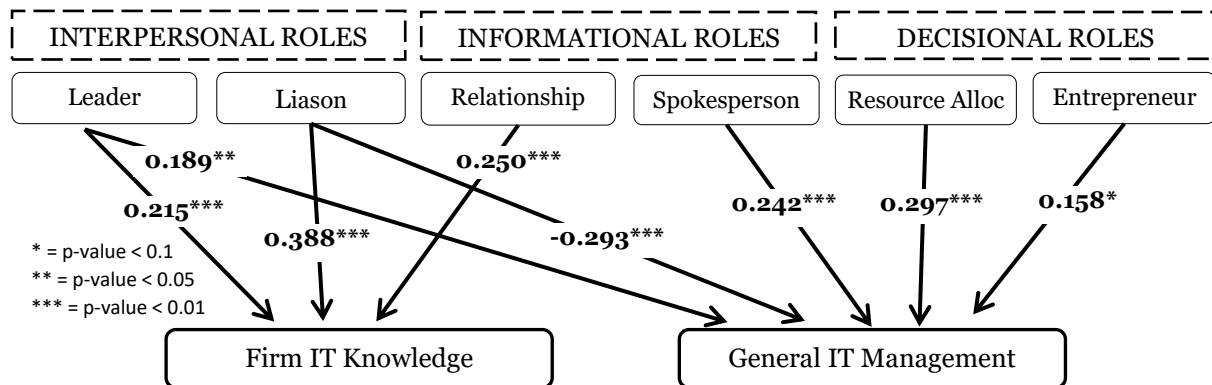 INTERPERSONAL ROLES
INFORMATIONAL ROLES
DECISIONAL ROLES
Leader
Liason
Relationship
Spokesperson
Resource Alloc
Entrepreneur
0.189**
0.250***
0.215***
0.242***
0.297***
0.158*
0.388***
-0.293***
* = p-value < 0.1
** = p-value < 0.05
*** = p-value < 0.01
Firm IT Knowledge
General IT Management